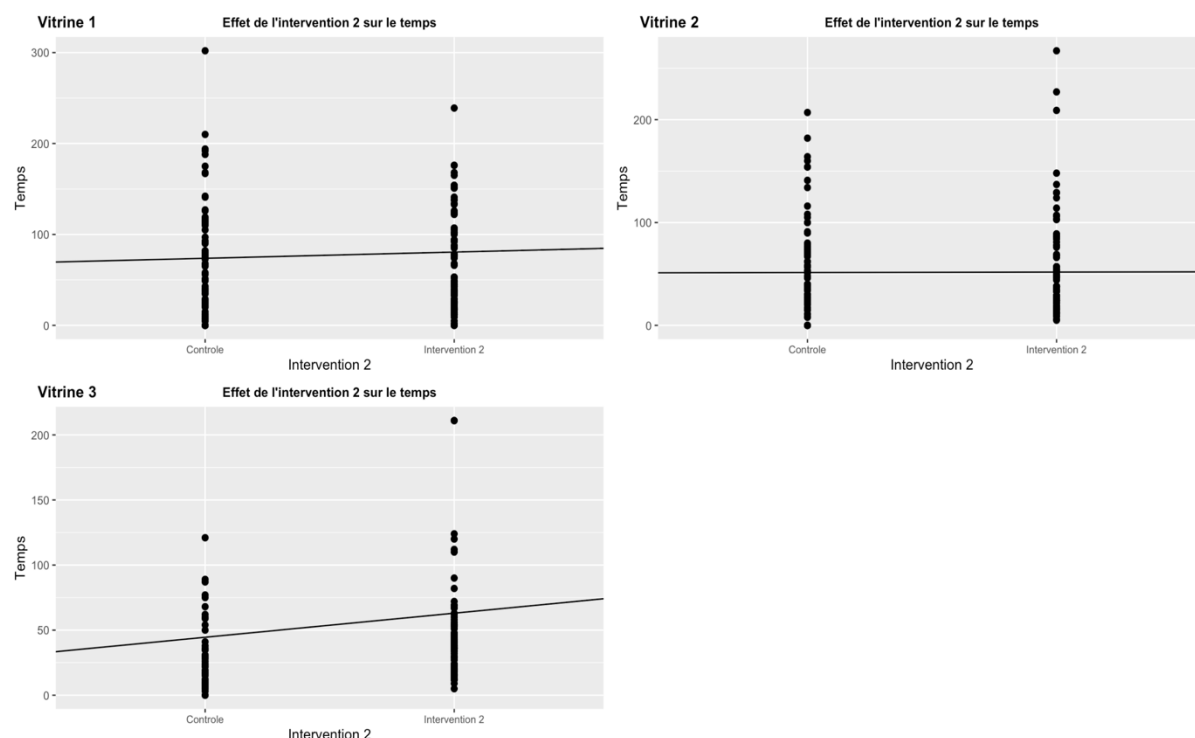 Vitrine 1
Effet de l'intervention 2 sur le temps
300
200
100
0
Temps
Controle
Intervention 2
Intervention 2
Vitrine 2
Effet de l'intervention 2 sur le temps
200
100
0
Temps
Controle
Intervention 2
Intervention 2
Vitrine 3
Effet de l'intervention 2 sur le temps
200
150
100
50
0
Temps
Controle
Intervention 2
Intervention 2